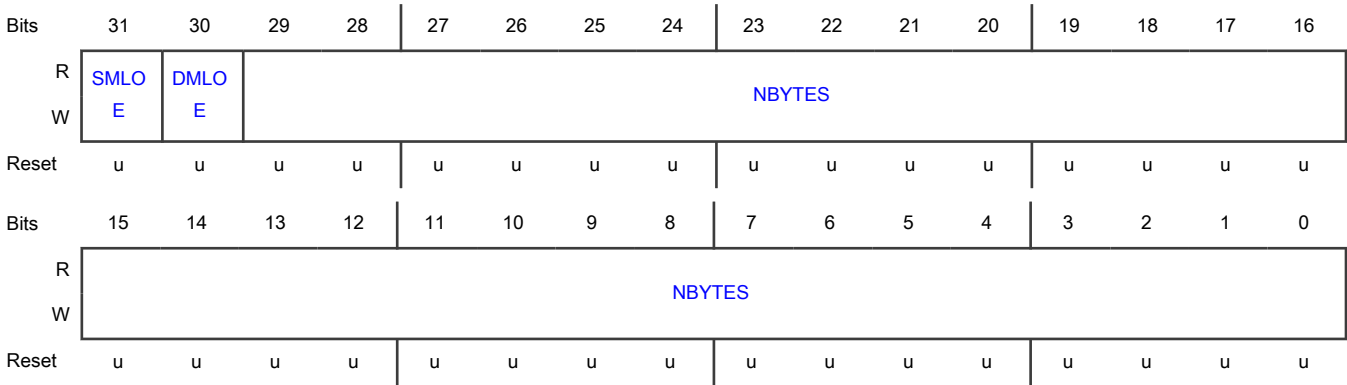 Bits 31 30 29 28 27 26 25 24 23 22 21 20 19 18 17 16
R
SMLO DMLO
NBYTES
E E
W
Reset u u u u u u u u u u u u u u u u
Bits 15 14 13 12 11 10 9 8 7 6 5 4 3 2 1 0
R
NBYTES
W
Reset u u u u u u u u u u u u u u u u